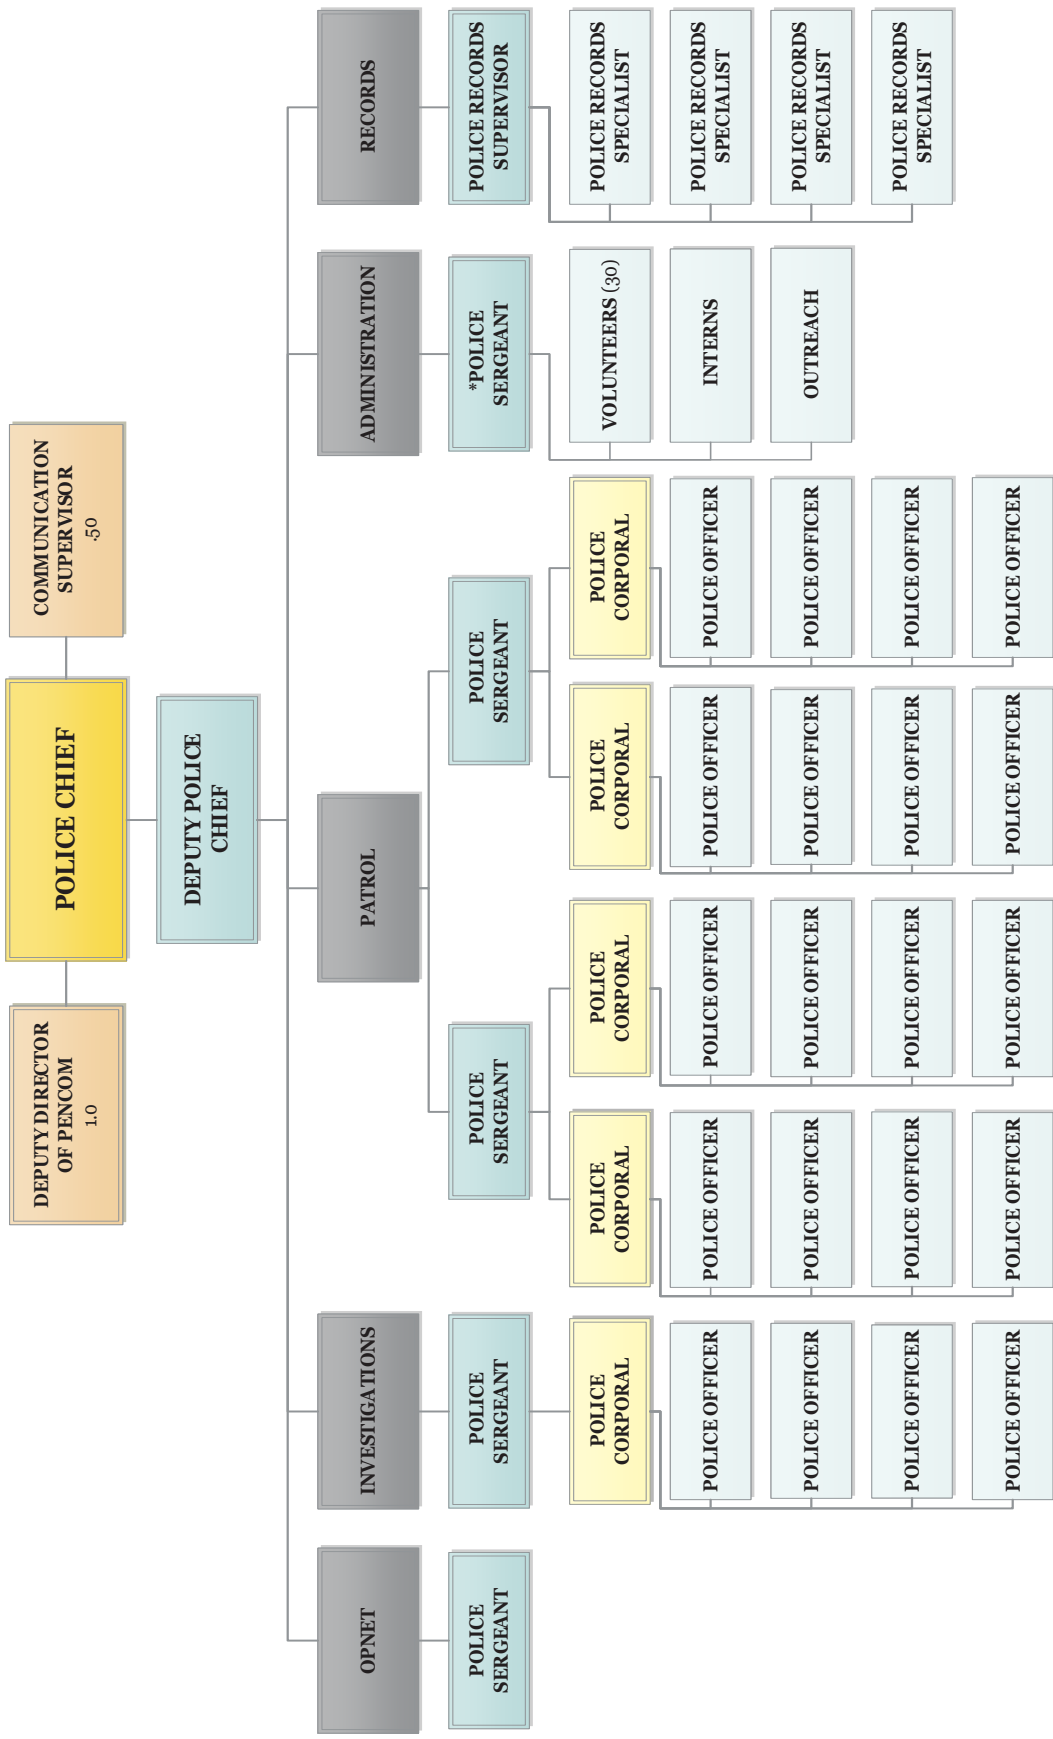 DEPUTY DIRECTOR
OF PENCOM
1.0
POLICE CHIEF
COMMUNICATION
SUPERVISOR
.50
DEPUTY POLICE
CHIEF
OPNET
INVESTIGATIONS
PATROL
ADMINISTRATION
RECORDS
POLICE
SERGEANT
POLICE
SERGEANT
POLICE
SERGEANT
POLICE
SERGEANT
*POLICE
SERGEANT
POLICE RECORDS
SUPERVISOR
POLICE
CORPORAL
POLICE
CORPORAL
POLICE
CORPORAL
POLICE
CORPORAL
POLICE
CORPORAL
VOLUNTEERS (30)
POLICE RECORDS
SPECIALIST
POLICE OFFICER
POLICE OFFICER
POLICE OFFICER
POLICE OFFICER
POLICE OFFICER
INTERNS
POLICE RECORDS
SPECIALIST
POLICE OFFICER
POLICE OFFICER
POLICE OFFICER
POLICE OFFICER
POLICE OFFICER
OUTREACH
POLICE RECORDS
SPECIALIST
POLICE OFFICER
POLICE OFFICER
POLICE OFFICER
POLICE OFFICER
POLICE OFFICER
POLICE RECORDS
SPECIALIST
POLICE OFFICER
POLICE OFFICER
POLICE OFFICER
POLICE OFFICER
POLICE OFFICER